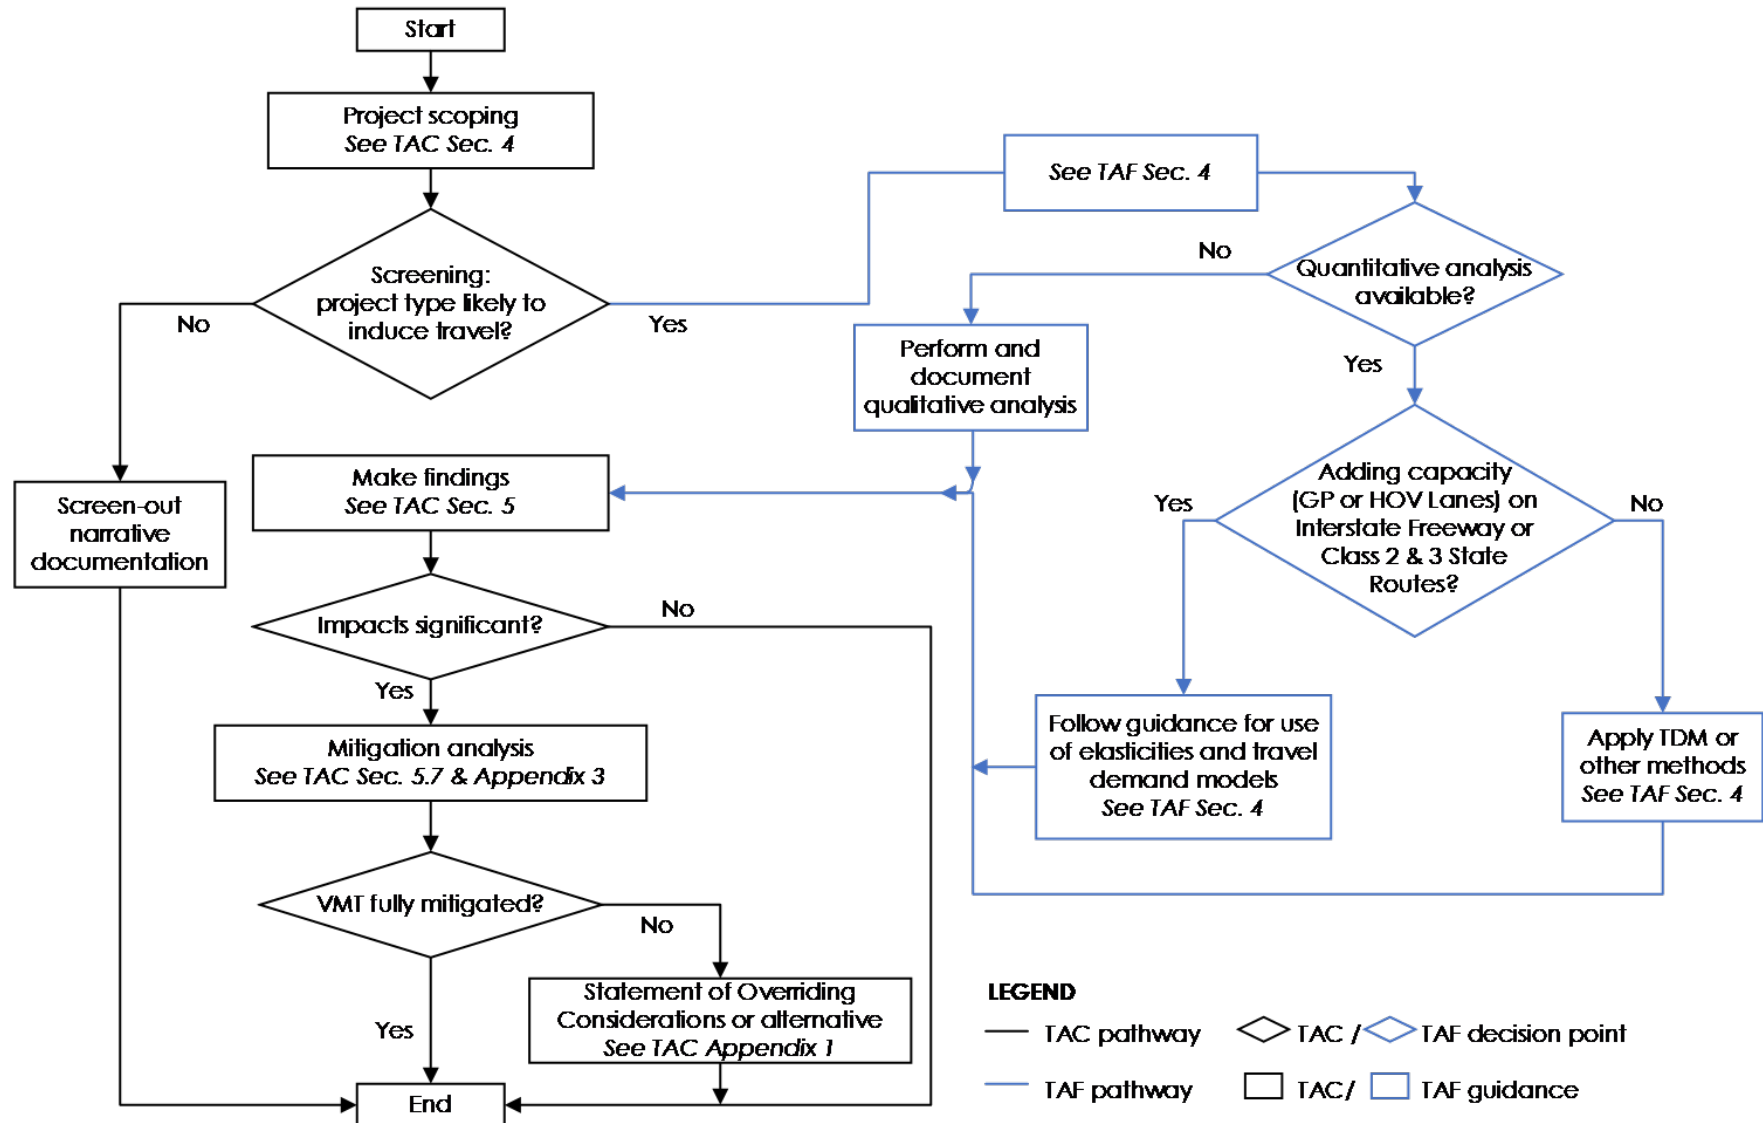 Start
Project scoping
See TAC Sec. 4
Screening:
project type likely to
induce travel?
No
Yes
See TAF Sec. 4
Quantitative analysis
available?
No
Yes
Perform and
document
qualitative analysis
Adding capacity
(GP or HOV Lanes) on
Interstate Freeway or
Class 2 & 3 State
Routes?
Yes
No
Follow guidance for use
of elasticities and travel
demand models
See TAF Sec. 4
Apply TDM or
other methods
See TAF Sec. 4
Screen-out
narrative
documentation
Make findings
See TAC Sec. 5
Impacts significant?
No
Yes
Mitigation analysis
See TAC Sec. 5.7 & Appendix 3
VMT fully mitigated?
No
Yes
Statement of Overriding
Considerations or alternative
See TAC Appendix 1
End
LEGEND
TAC pathway
TAC / TAF decision point
TAF pathway
TAC/ TAF guidance